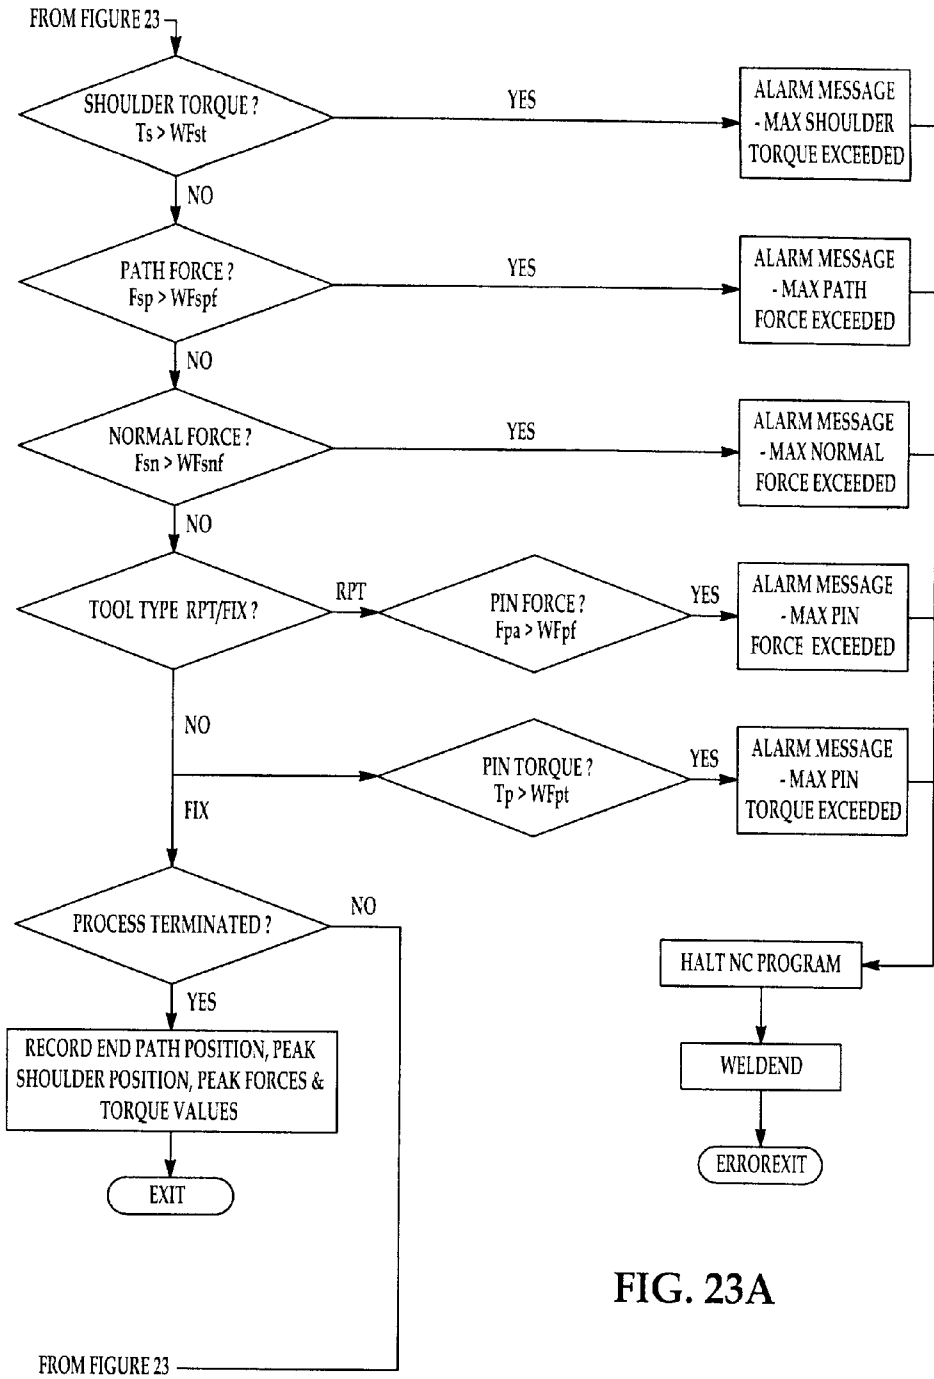 FROM FIGURE 23
SHOULDER TORQUE ?
Ts > WFst
YES
ALARM MESSAGE
- MAX SHOULDER
TORQUE EXCEEDED
NO
PATH FORCE ?
Fsp > WFspf
YES
ALARM MESSAGE
- MAX PATH
FORCE EXCEEDED
NO
NORMAL FORCE ?
Fsn > WFsnf
YES
ALARM MESSAGE
- MAX NORMAL
FORCE EXCEEDED
NO
TOOL TYPE RPT/FIX ?
RPT
PIN FORCE ?
Fpa > WFpf
YES
ALARM MESSAGE
- MAX PIN
FORCE EXCEEDED
NO
PIN TORQUE ?
Tp > WFpt
YES
ALARM MESSAGE
- MAX PIN
TORQUE EXCEEDED
FIX
PROCESS TERMINATED ?
NO
HALT NC PROGRAM
YES
RECORD END PATH POSITION, PEAK
SHOULDER POSITION, PEAK FORCES &
TORQUE VALUES
WELDEND
EXIT
ERROREXIT
FIG. 23A
FROM FIGURE 23